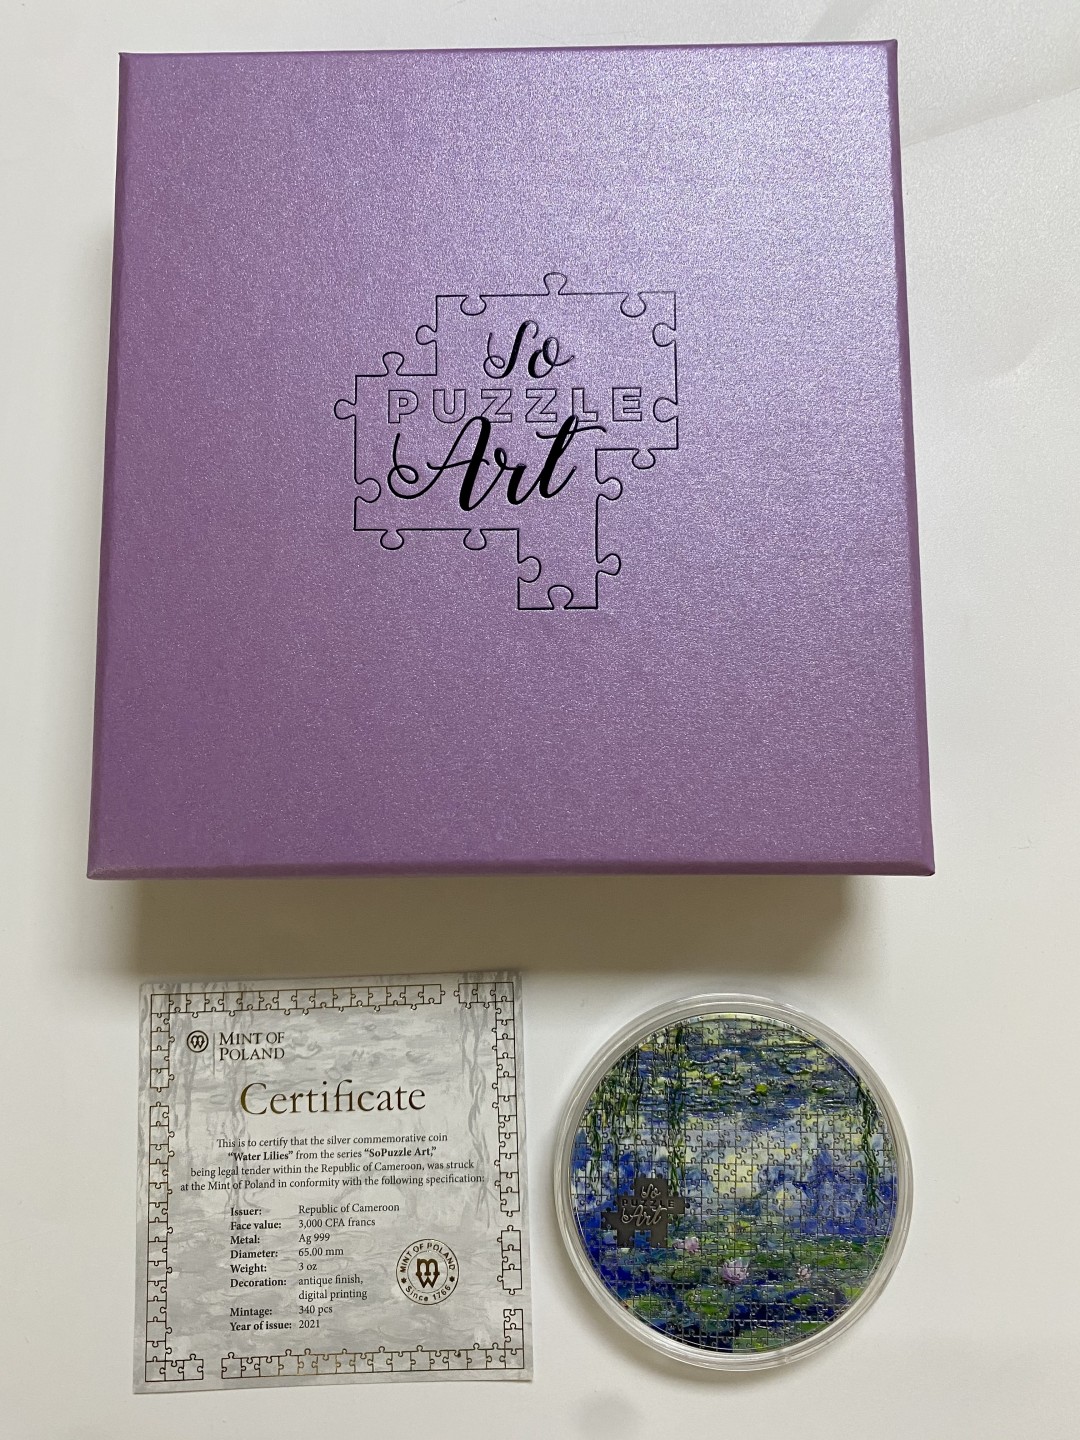 So
PUZZLE
Art
MINT OF
POLAND
Certificate
This is to certify that the silver commemorative coin
“Water Lilies” from the series “SoPuzzle Art,”
being legal tender within the Republic of Cameroon, was struck
at the Mint of Poland in conformity with the following specification:
Issuer: Republic of Cameroon
Face value: 3,000 CFA francs
Metal: Ag 999
Diameter: 65.00 mm
Weight: 3 oz
Decoration: antique finish,
digital printing
Mintage: 340 pcs
Year of issue: 2021
MINT OF POLAND
Since 1766
So
PUZZLE
Art